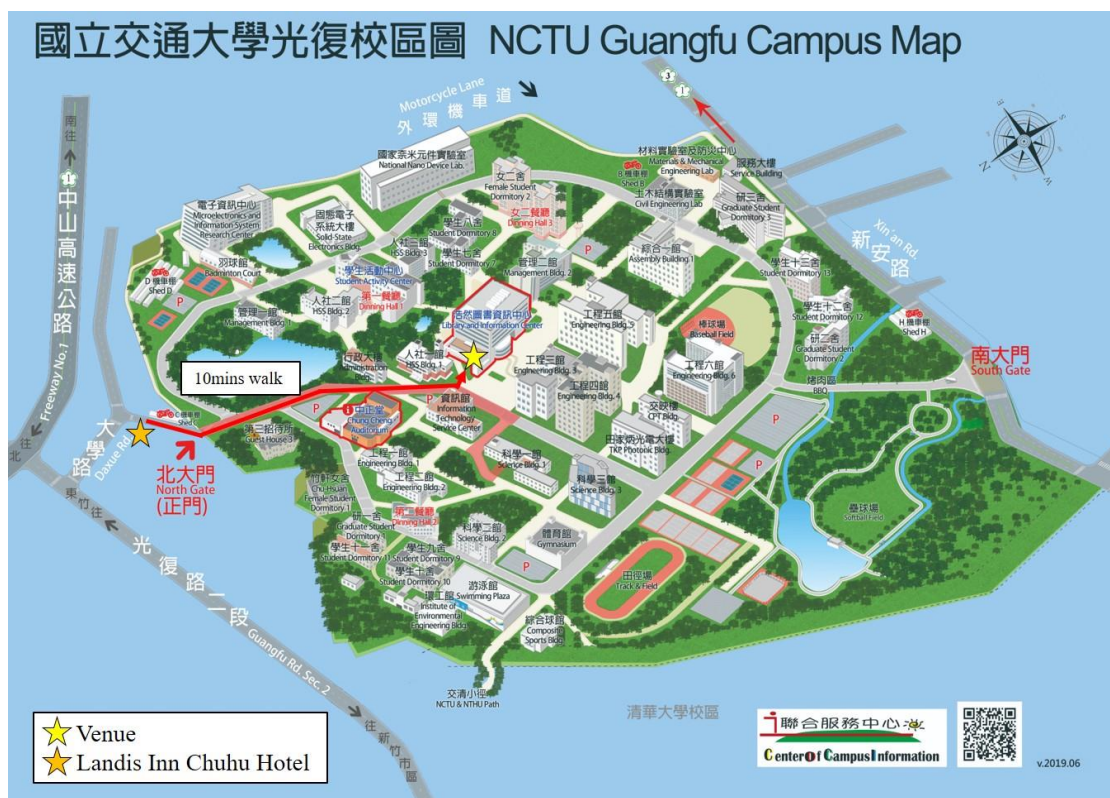 國立交通大學光復校區圖 NCTU Guangfu Campus Map
Motorcycle Lane
外環機車道
南往
中山高速公路
Freeway No.1
往北
3
1
1
國家奈米元件實驗室
National Nano Device Lab.
女二舍
Female Student
Dormitory 2
材料實驗室及防災中心
Materials & Mechanical
Engineering Lab
B機車棚
Shed B
服務大樓
Service Building
土木結構實驗室
Civil Engineering Lab
研三舍
Graduate Student
Dormitory 3
電子資訊中心
Microelectronics and
Information System
Research Center
固態電子
系統大樓
Solid-State
Electronics Bldg.
學生八舍
Student Dormitory 8
女二餐廳
Dinning Hall 3
人社三館
HSS Bldg. 3
學生七舍
Student Dormitory 7
管理二館
Management Bldg. 2
P
綜合一館
Assembly Building 1
新安路
Xin'an Rd.
羽球館
Badminton Court
學生活動中心
Student Activity Center
學生十三舍
Student Dormitory 13
D機車棚
Shed D
P
人社二館
HSS Bldg. 2
第一餐廳
Dinning Hall 1
浩然圖書資訊中心
Library and Information Center
管理一館
Management Bldg. 1
工程五館
Engineering Bldg. 5
棒球場
Baseball Field
學生十二舍
Student Dormitory 12
H機車棚
Shed H
研二舍
Graduate Student
Dormitory 2
南大門
South Gate
行政大樓
Administration
Bldg.
人社一館
HSS Bldg. 1
工程三館
Engineering Bldg. 3
工程六館
Engineering Bldg. 6
烤肉區
BBQ
10mins walk
工程四館
Engineering Bldg. 4
C機車棚
Shed C
P
中正堂
Chung Cheng
Auditorium
資訊館
Information
Technology
Service Center
交映樓
CPT Bldg.
大學路
Daxue Rd.
第三招待所
Guest House 3
P
田家炳光電大樓
TKP Photonic Bldg.
P
北大門
North Gate
(正門)
工程一館
Engineering Bldg. 1
科學一館
Science Bldg. 1
工程二館
Engineering Bldg. 2
科學三館
Science Bldg. 3
竹軒女舍
Chu Hsuan
Female Student
Dormitory 1
往竹東
壘球場
Softball Field
研一舍
Graduate Student
Dormitory 1
第二餐廳
Dinning Hall 2
科學二館
Science Bldg. 2
體育館
Gymnasium
學生十一舍
Student Dormitory 11
學生九舍
Student Dormitory 9
P
學生十舍
Student Dormitory 10
游泳館
Swimming Plaza
田徑場
Track & Field
環工館
Institute of
Environmental
Engineering Bldg.
綜合球館
Composite
Sports Bldg.
光復路二段
Guangfu Rd. Sec. 2
往新竹市區
交清小徑
NCTU & NTHU Path
清華大學校區
Venue
Landis Inn Chuhu Hotel
聯合服務中心
Center of Campus Information
v.2019.06